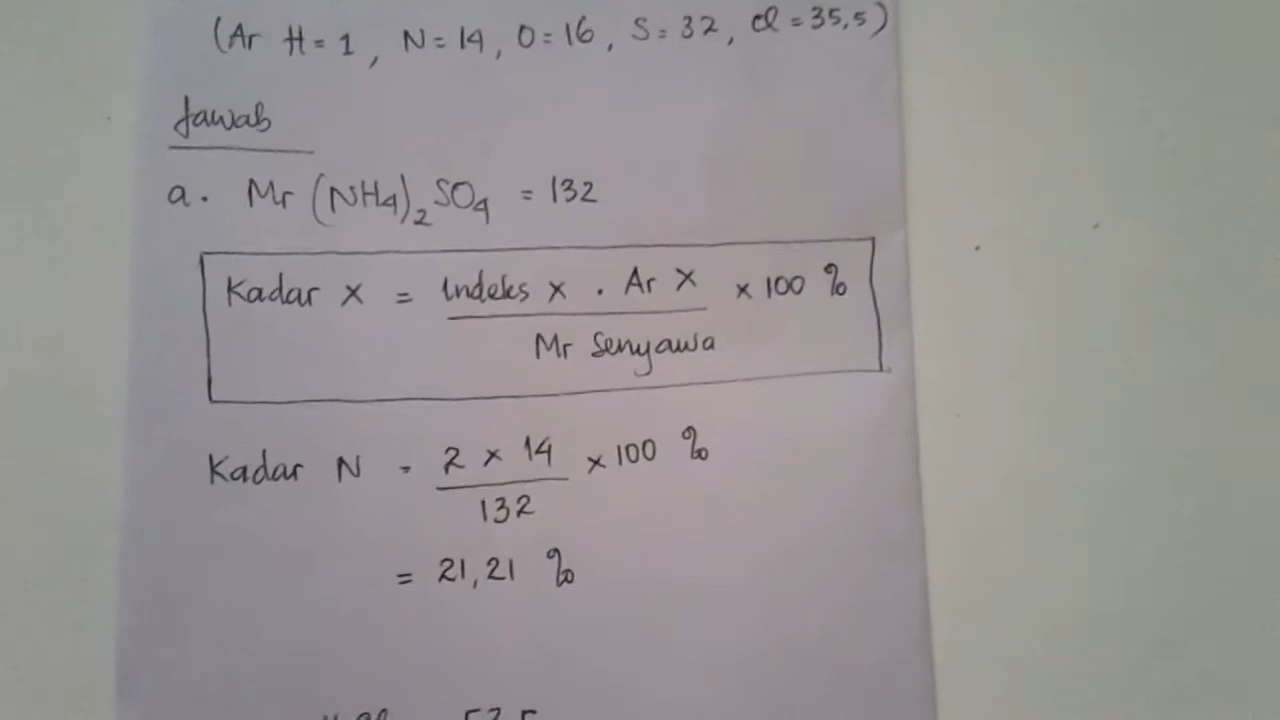 (Ar H = 1, N = 14, O = 16, S = 32, Cl = 35,5)
Jawab
a. Mr (NH4)2SO4 = 132
Kadar X = Indeks X . Ar X × 100 %
Mr Senyawa
Kadar N = 2 × 14 × 100 %
132
= 21,21 %